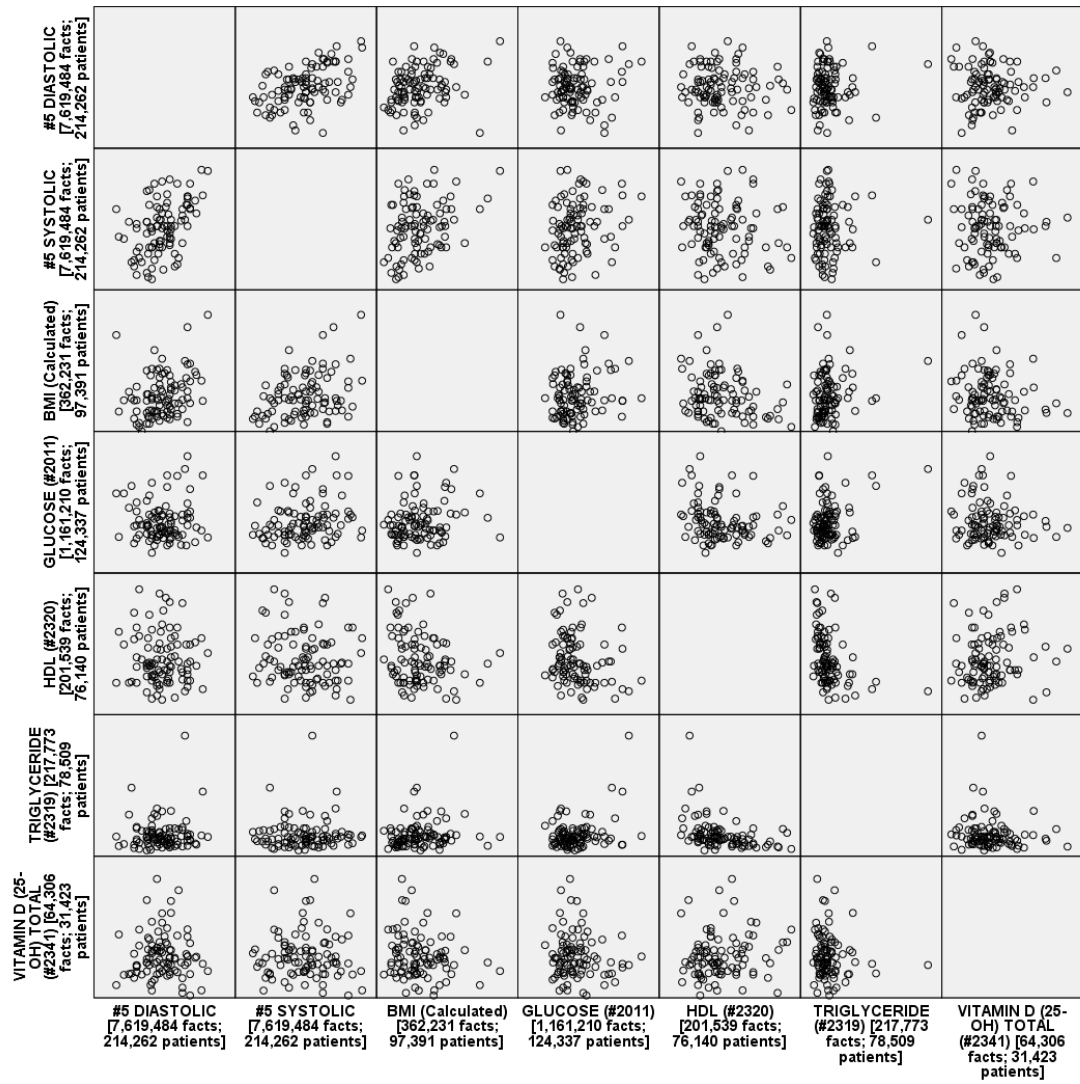 #5 DIASTOLIC
[7,619,484 facts;
214,262 patients]
#5 SYSTOLIC
[7,619,484 facts;
214,262 patients]
BMI (Calculated)
[362,231 facts;
97,391 patients]
GLUCOSE (#2011)
[1,161,210 facts;
124,337 patients]
HDL (#2320)
[201,539 facts;
76,140 patients]
TRIGLYCERIDE
(#2319) [217,773
facts; 78,509
patients]
VITAMIN D (25-
OH) TOTAL
(#2341) [64,306
facts; 31,423
patients]
#5 DIASTOLIC
[7,619,484 facts;
214,262 patients]
#5 SYSTOLIC
[7,619,484 facts;
214,262 patients]
BMI (Calculated)
[362,231 facts;
97,391 patients]
GLUCOSE (#2011)
[1,161,210 facts;
124,337 patients]
HDL (#2320)
[201,539 facts;
76,140 patients]
TRIGLYCERIDE
(#2319) [217,773
facts; 78,509
patients]
VITAMIN D (25-
OH) TOTAL
(#2341) [64,306
facts; 31,423
patients]